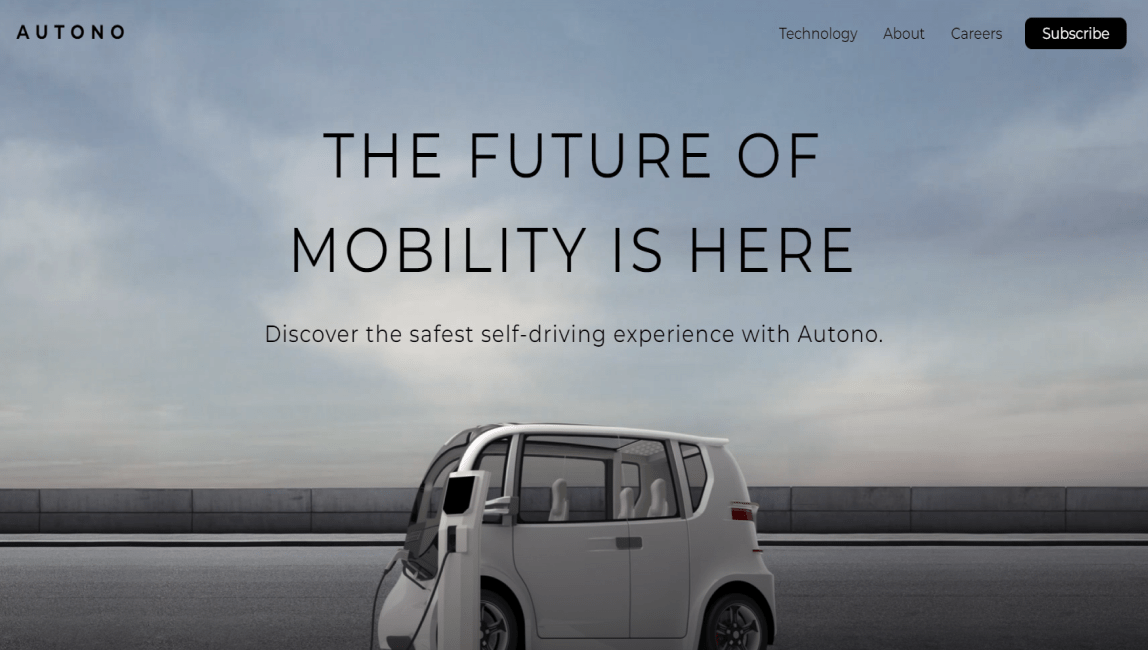 AUTONO
Technology About Careers Subscribe
THE FUTURE OF
MOBILITY IS HERE
Discover the safest self-driving experience with Autono.